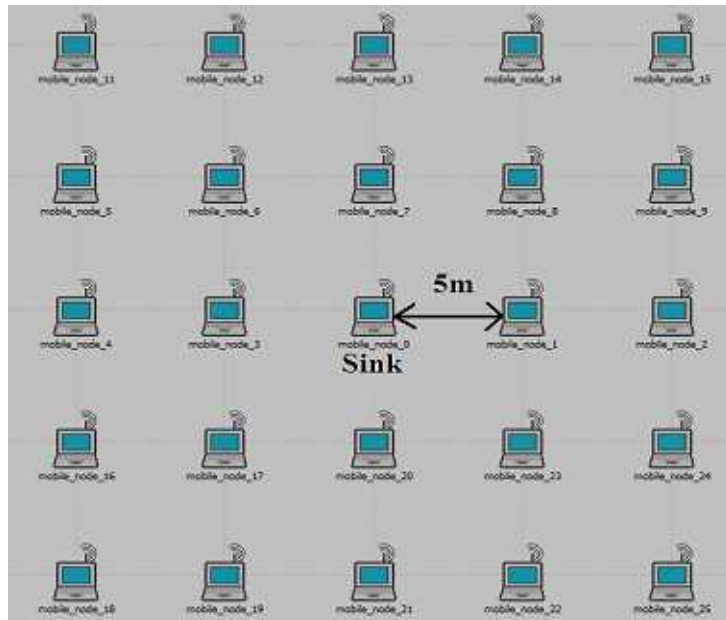 mobile_node_11 mobile_node_12 mobile_node_13 mobile_node_14 mobile_node_15
mobile_node_5 mobile_node_6 mobile_node_7 mobile_node_8 mobile_node_9
5m
mobile_node_4 mobile_node_3 mobile_node_0 mobile_node_1 mobile_node_2
Sink
mobile_node_16 mobile_node_17 mobile_node_20 mobile_node_23 mobile_node_24
mobile_node_18 mobile_node_19 mobile_node_21 mobile_node_22 mobile_node_25